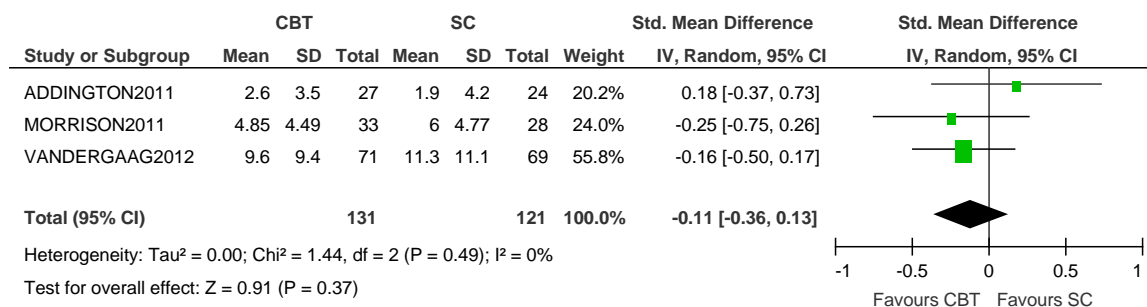 CBT SC Std. Mean Difference Std. Mean Difference
Study or Subgroup Mean SD Total Mean SD Total Weight IV, Random, 95% CI IV, Random, 95% CI
ADDINGTON2011 2.6 3.5 27 1.9 4.2 24 20.2% 0.18 [-0.37, 0.73]
MORRISON2011 4.85 4.49 33 6 4.77 28 24.0% -0.25 [-0.75, 0.26]
VANDERGAAG2012 9.6 9.4 71 11.3 11.1 69 55.8% -0.16 [-0.50, 0.17]
Total (95% CI) 131 121 100.0% -0.11 [-0.36, 0.13]
Heterogeneity: Tau² = 0.00; Chi² = 1.44, df = 2 (P = 0.49); I² = 0%
Test for overall effect: Z = 0.91 (P = 0.37)
-1 -0.5 0 0.5 1
Favours CBT Favours SC